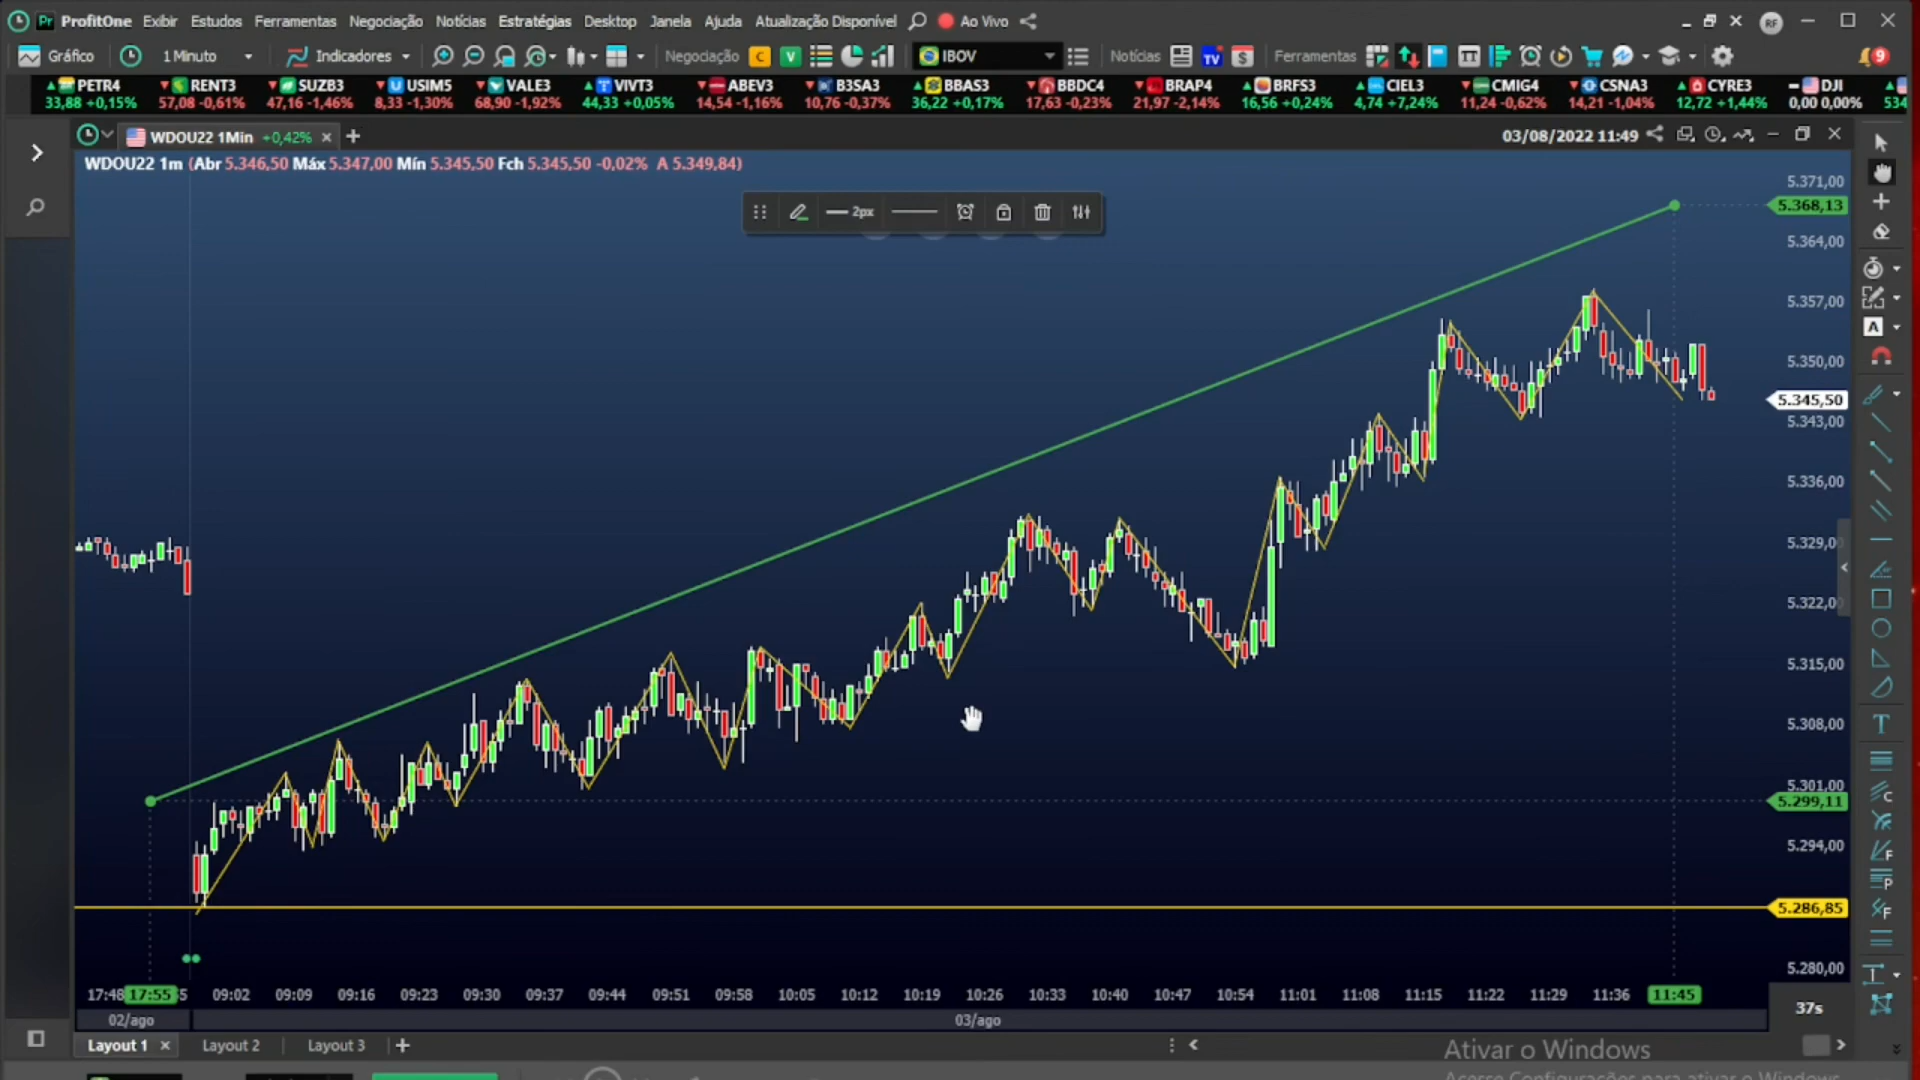 ProfitOne Exibir Estudos Ferramentas Negociação Notícias Estratégias Desktop Janela Ajuda Atualização Disponível Ao Vivo RF
Gráfico 1 Minuto Indicadores Negociação C V IBOV Notícias TV Ferramentas 9
PETR4 RENT3 SUZB3 USIM5 VALE3 VIVT3 ABEV3 B3SA3 BBAS3 BBDC4 BRAP4 BRFS3 CIEL3 CMIG4 CSNA3 CYRE3 DJI
33,88 +0,15% 57,08 -0,61% 47,16 -1,46% 8,33 -1,30% 68,90 -1,92% 44,33 +0,05% 14,54 -1,16% 10,76 -0,37% 36,22 +0,17% 17,63 -0,23% 21,97 -2,14% 16,56 +0,24% 4,74 +7,24% 11,24 -0,62% 14,21 -1,04% 12,72 +1,44% 0,00 0,00% 534
WDOU22 1Min +0,42% 03/08/2022 11:49
WDOU22 1m (Abr 5.346,50 Máx 5.347,00 Mín 5.345,50 Fch 5.345,50 -0,02% A 5.349,84)
2px
5.371,00
5.368,13
5.364,00
5.357,00
5.350,00
5.345,50
5.343,00
5.336,00
5.329,00
5.322,00
5.315,00
5.308,00
5.301,00
5.299,11
5.294,00
5.286,85
5.280,00
17:48 17:55 5 09:02 09:09 09:16 09:23 09:30 09:37 09:44 09:51 09:58 10:05 10:12 10:19 10:26 10:33 10:40 10:47 10:54 11:01 11:08 11:15 11:22 11:29 11:36 11:45 37s
02/ago 03/ago
Layout 1 Layout 2 Layout 3
Ativar o Windows
Acesse Configurações para ativar o Windows